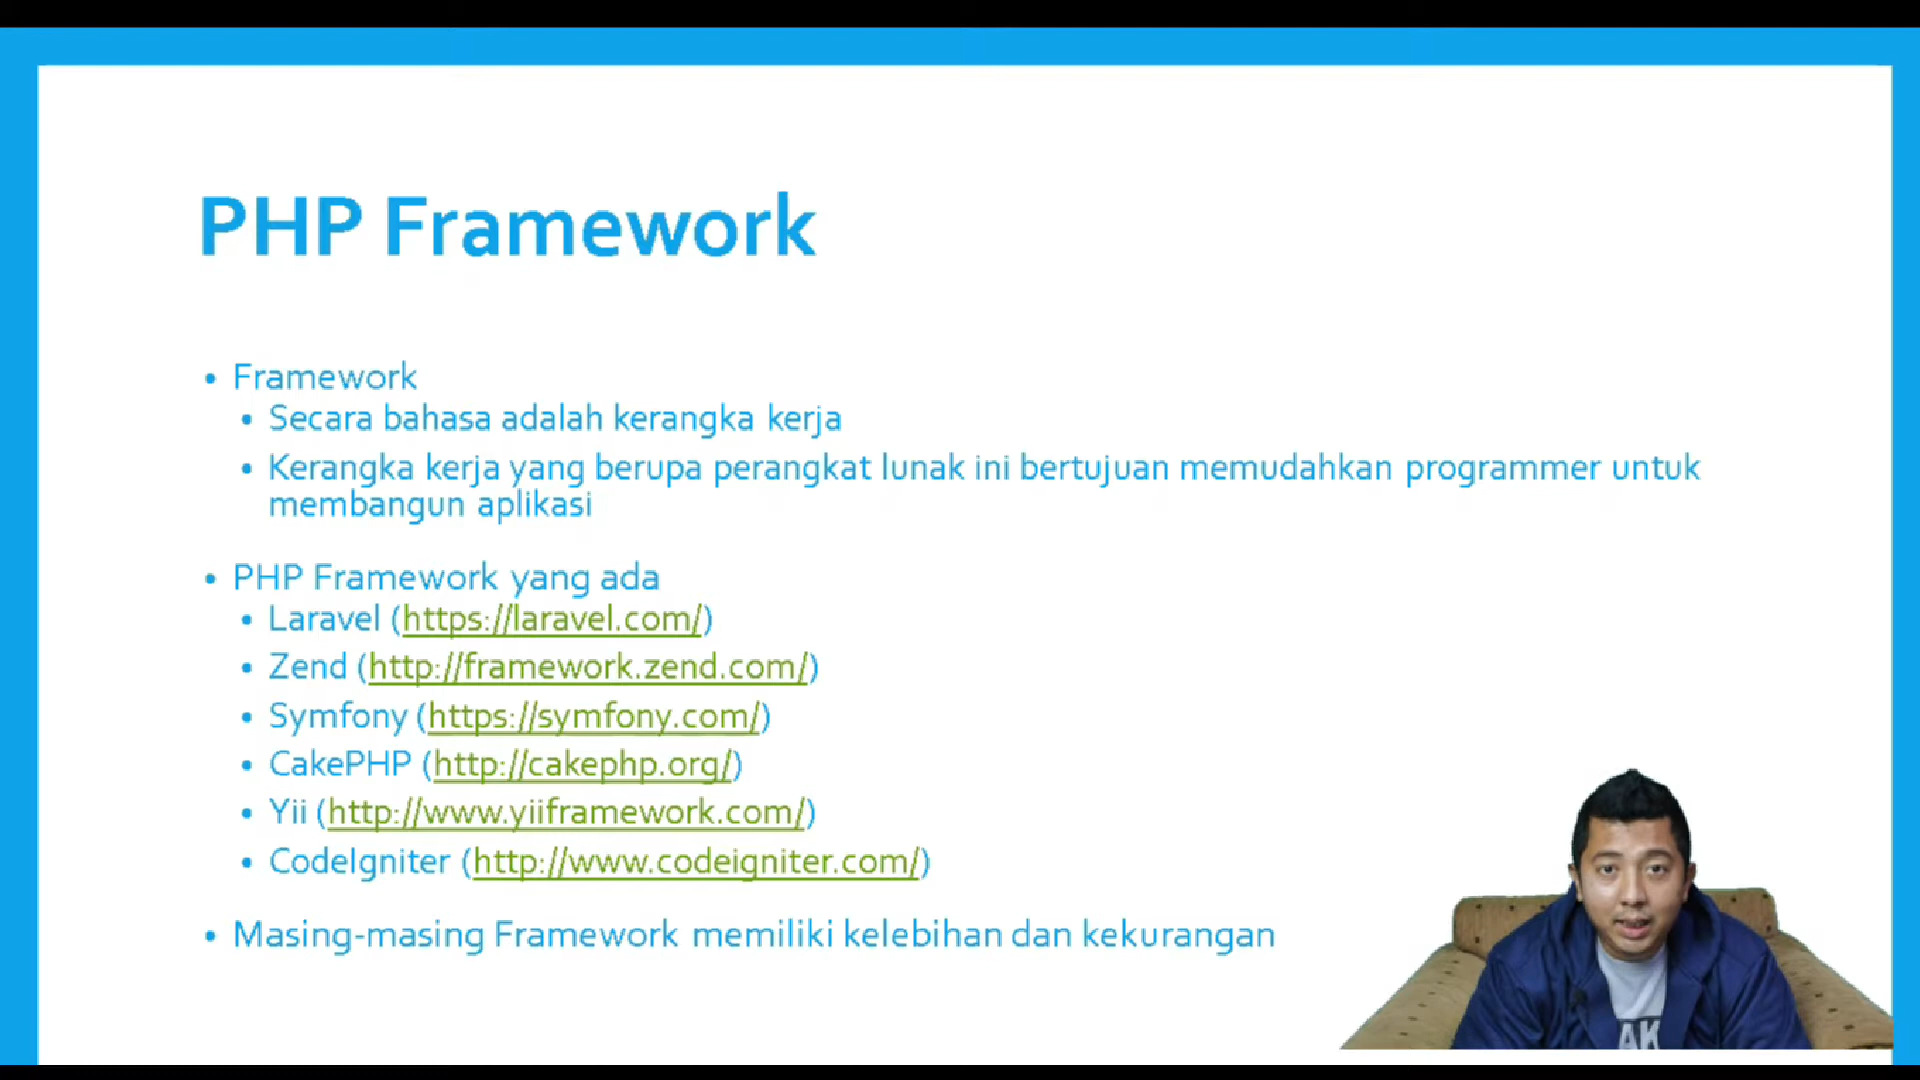 PHP Framework
• Framework
• Secara bahasa adalah kerangka kerja
• Kerangka kerja yang berupa perangkat lunak ini bertujuan memudahkan programmer untuk
membangun aplikasi
• PHP Framework yang ada
• Laravel (https://laravel.com/)
• Zend (http://framework.zend.com/)
• Symfony (https://symfony.com/)
• CakePHP (http://cakephp.org/)
• Yii (http://www.yiiframework.com/)
• CodeIgniter (http://www.codeigniter.com/)
• Masing-masing Framework memiliki kelebihan dan kekurangan